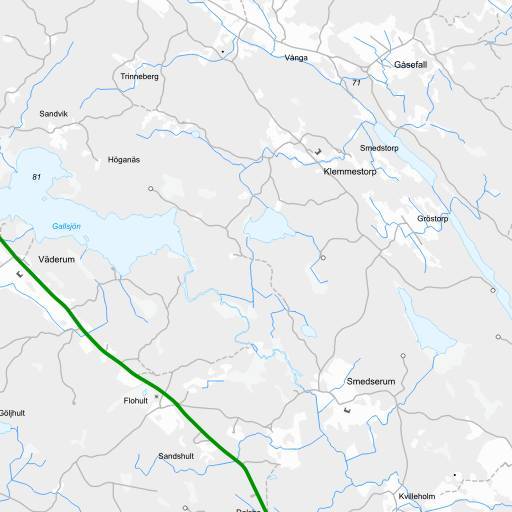 Vånga
Gåsefall
Trinneberg
71
Sandvik
Smedstorp
Höganäs
Klemmestorp
81
Gröstorp
Gallsjön
Väderum
Smedserum
Flohult
Göljhult
Sandshult
Kvilleholm